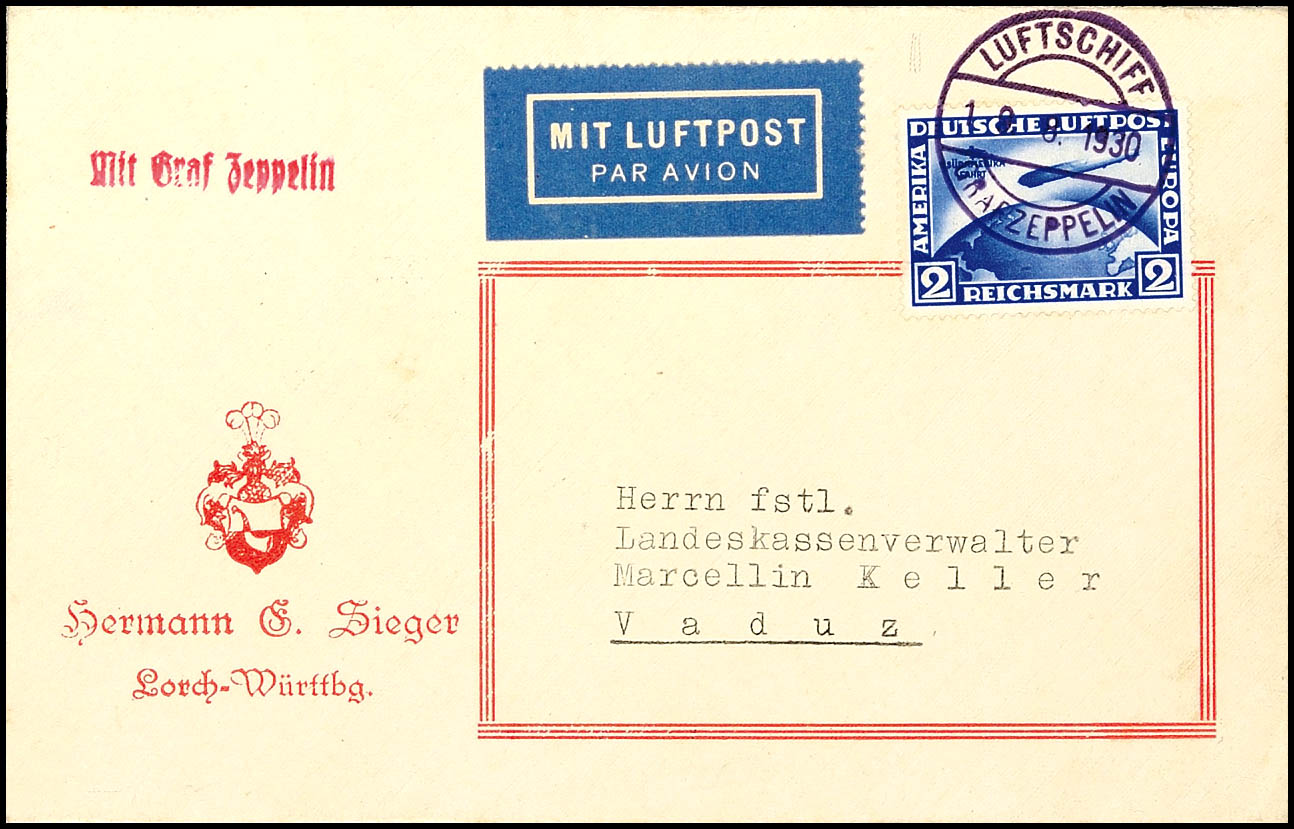 Mit Graf Zeppelin
MIT LUFTPOST
PAR AVION
LUFTSCHIFF
1930
GRAF ZEPPELIN
DEUTSCHE LUFTPOST
AMERIKA
EUROPA
FAHRT
2 REICHSMARK 2
Herrn fstl.
Landeskassenverwalter
Marcellin Keller
Vaduz
Hermann E. Sieger
Lorch-Württbg.